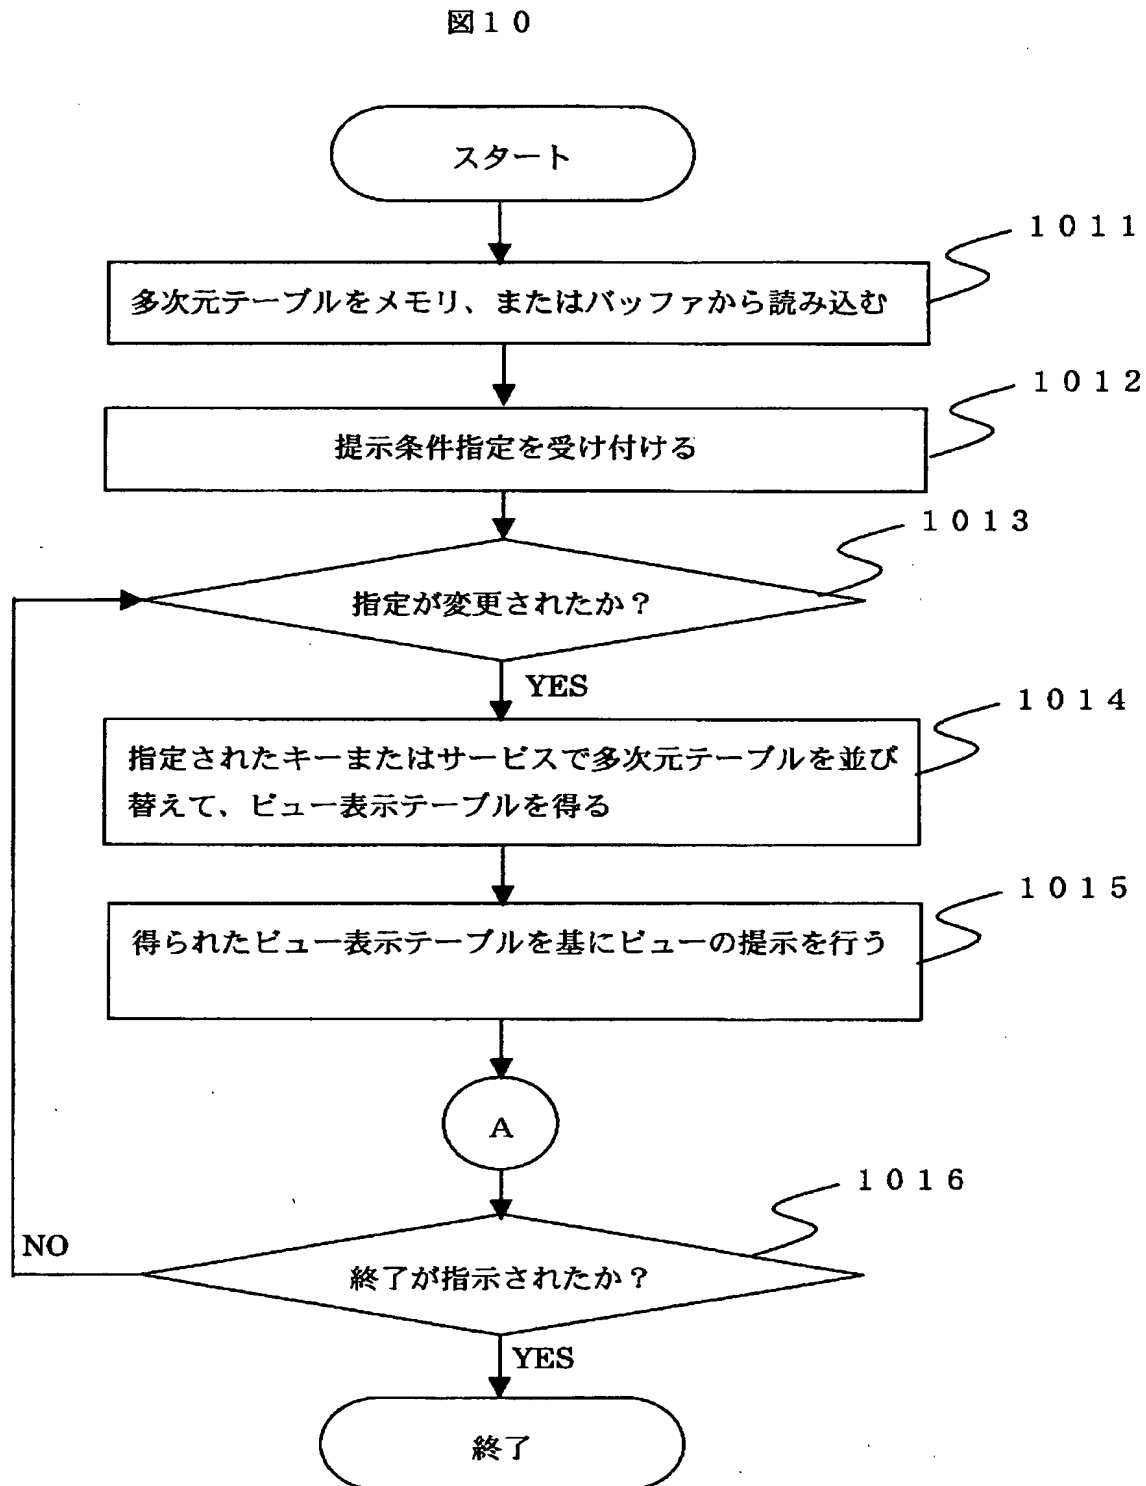 図１０
スタート
１０１１
多次元テーブルをメモリ、またはバッファから読み込む
１０１２
提示条件指定を受け付ける
１０１３
指定が変更されたか？
YES
１０１４
指定されたキーまたはサービスで多次元テーブルを並び
替えて、ビュー表示テーブルを得る
１０１５
得られたビュー表示テーブルを基にビューの提示を行う
A
１０１６
NO
終了が指示されたか？
YES
終了